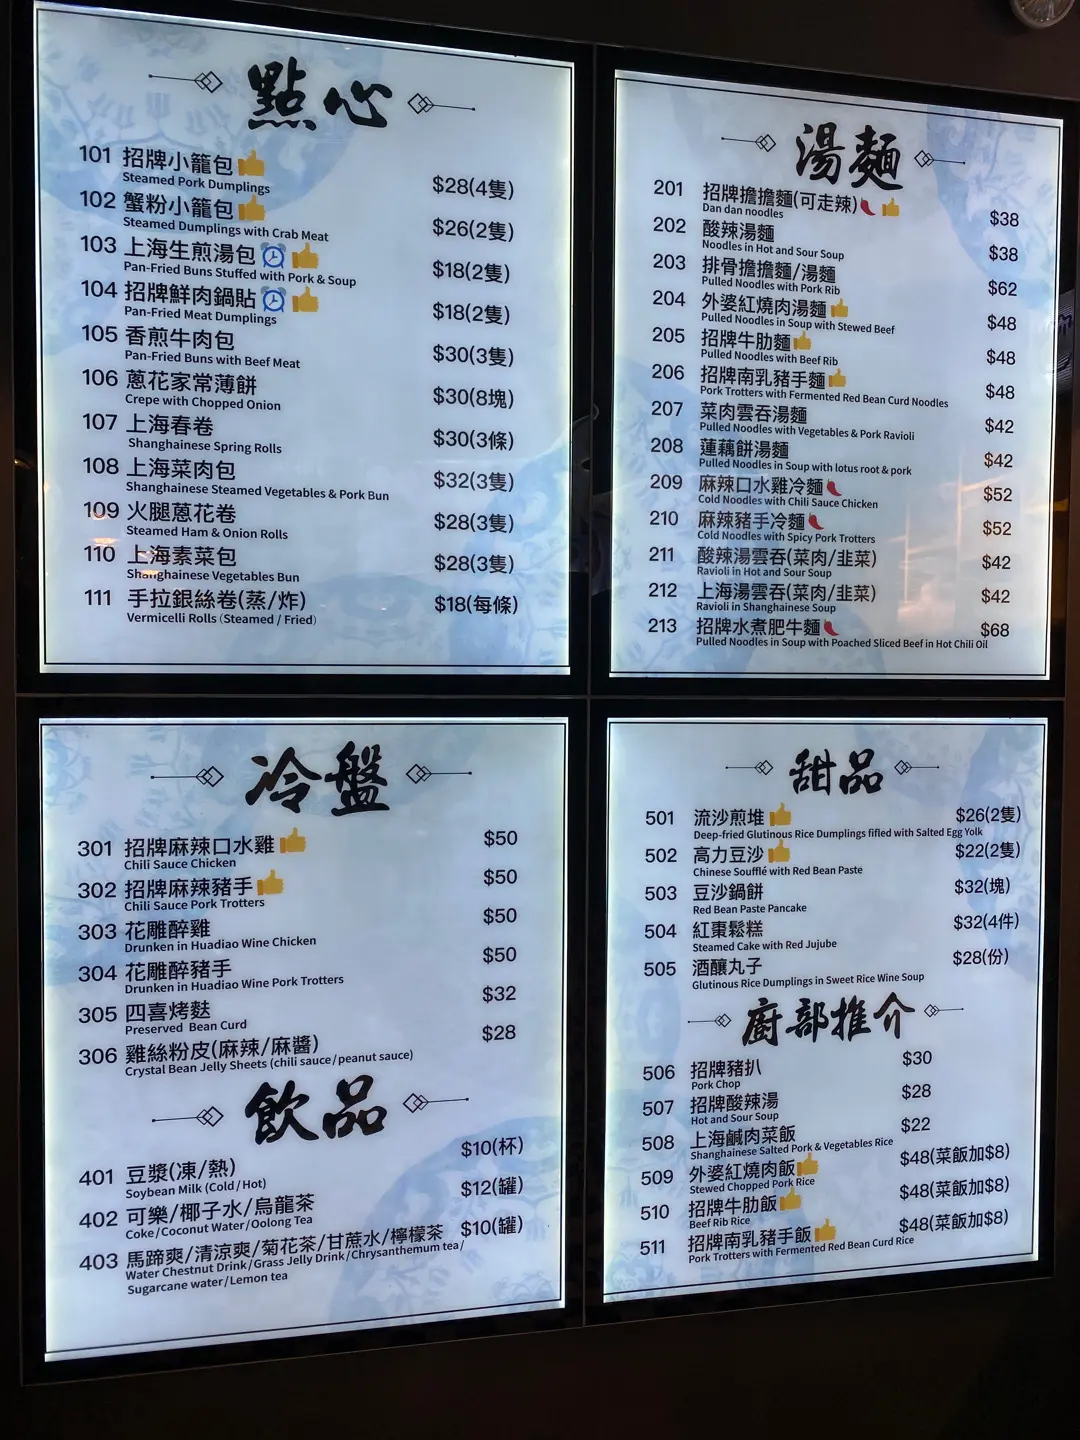 點心
101 招牌小籠包
Steamed Pork Dumplings
$28(4隻)
102 蟹粉小籠包
Steamed Dumplings with Crab Meat
$26(2隻)
103 上海生煎湯包
Pan-Fried Buns Stuffed with Pork & Soup
$18(2隻)
104 招牌鮮肉鍋貼
Pan-Fried Meat Dumplings
$18(2隻)
105 香煎牛肉包
Pan-Fried Buns with Beef Meat
$30(3隻)
106 蔥花家常薄餅
Crepe with Chopped Onion
$30(8塊)
107 上海春卷
Shanghainese Spring Rolls
$30(3條)
108 上海菜肉包
Shanghainese Steamed Vegetables & Pork Bun
$32(3隻)
109 火腿蔥花卷
Steamed Ham & Onion Rolls
$28(3隻)
110 上海素菜包
Shanghainese Vegetables Bun
$28(3隻)
111 手拉銀絲卷(蒸/炸)
Vermicelli Rolls (Steamed / Fried)
$18(每條)
湯麵
201 招牌擔擔麵(可走辣)
Dan dan noodles
$38
202 酸辣湯麵
Noodles in Hot and Sour Soup
$38
203 排骨擔擔麵/湯麵
Pulled Noodles with Pork Rib
$62
204 外婆紅燒肉湯麵
Pulled Noodles in Soup with Stewed Beef
$48
205 招牌牛肋麵
Pulled Noodles with Beef Rib
$48
206 招牌南乳豬手麵
Pork Trotters with Fermented Red Bean Curd Noodles
$48
207 菜肉雲吞湯麵
Pulled Noodles with Vegetables & Pork Ravioli
$42
208 蓮藕餅湯麵
Pulled Noodles in Soup with lotus root & pork
$42
209 麻辣口水雞冷麵
Cold Noodles with Chili Sauce Chicken
$52
210 麻辣豬手冷麵
Cold Noodles with Spicy Pork Trotters
$52
211 酸辣湯雲吞(菜肉/韭菜)
Ravioli in Hot and Sour Soup
$42
212 上海湯雲吞(菜肉/韭菜)
Ravioli in Shanghainese Soup
$42
213 招牌水煮肥牛麵
Pulled Noodles in Soup with Poached Sliced Beef in Hot Chili Oil
$68
冷盤
301 招牌麻辣口水雞
Chili Sauce Chicken
$50
302 招牌麻辣豬手
Chili Sauce Pork Trotters
$50
303 花雕醉雞
Drunken in Huadiao Wine Chicken
$50
304 花雕醉豬手
Drunken in Huadiao Wine Pork Trotters
$50
305 四喜烤麩
Preserved Bean Curd
$32
306 雞絲粉皮(麻辣/麻醬)
Crystal Bean Jelly Sheets (chili sauce/peanut sauce)
$28
飲品
401 豆漿(凍/熱)
Soybean Milk (Cold/Hot)
$10(杯)
402 可樂/椰子水/烏龍茶
Coke/Coconut Water/Oolong Tea
$12(罐)
403 馬蹄爽/清涼爽/菊花茶/甘蔗水/檸檬茶
$10(罐)
Water Chestnut Drink/Grass Jelly Drink/Chrysanthemum tea/
Sugarcane water/Lemon tea
甜品
501 流沙煎堆
Deep-fried Glutinous Rice Dumplings fifled with Salted Egg Yolk
$26(2隻)
502 高力豆沙
Chinese Soufflé with Red Bean Paste
$22(2隻)
503 豆沙鍋餅
Red Bean Paste Pancake
$32(塊)
504 紅棗鬆糕
Steamed Cake with Red Jujube
$32(4件)
505 酒釀丸子
Glutinous Rice Dumplings in Sweet Rice Wine Soup
$28(份)
廚部推介
506 招牌豬扒
Pork Chop
$30
507 招牌酸辣湯
Hot and Sour Soup
$28
508 上海鹹肉菜飯
Shanghainese Salted Pork & Vegetables Rice
$22
509 外婆紅燒肉飯
Stewed Chopped Pork Rice
$48(菜飯加$8)
510 招牌牛肋飯
Beef Rib Rice
$48(菜飯加$8)
511 招牌南乳豬手飯
Pork Trotters with Fermented Red Bean Curd Rice
$48(菜飯加$8)